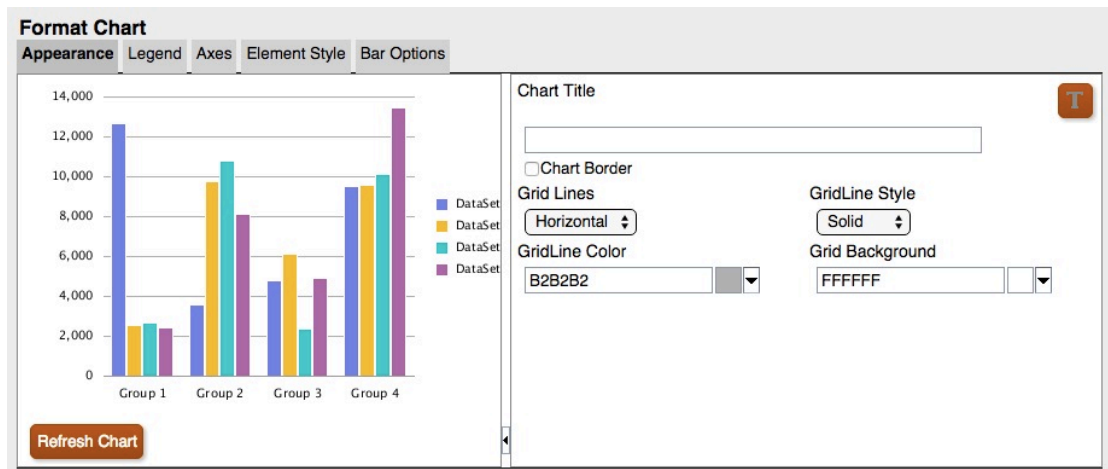 Format Chart
Appearance Legend Axes Element Style Bar Options
14,000
12,000
10,000
8,000
6,000
4,000
2,000
0
Group 1 Group 2 Group 3 Group 4
DataSet
DataSet
DataSet
DataSet
Refresh Chart
Chart Title
T
Chart Border
Grid Lines GridLine Style
Horizontal Solid
GridLine Color Grid Background
B2B2B2 FFFFFF